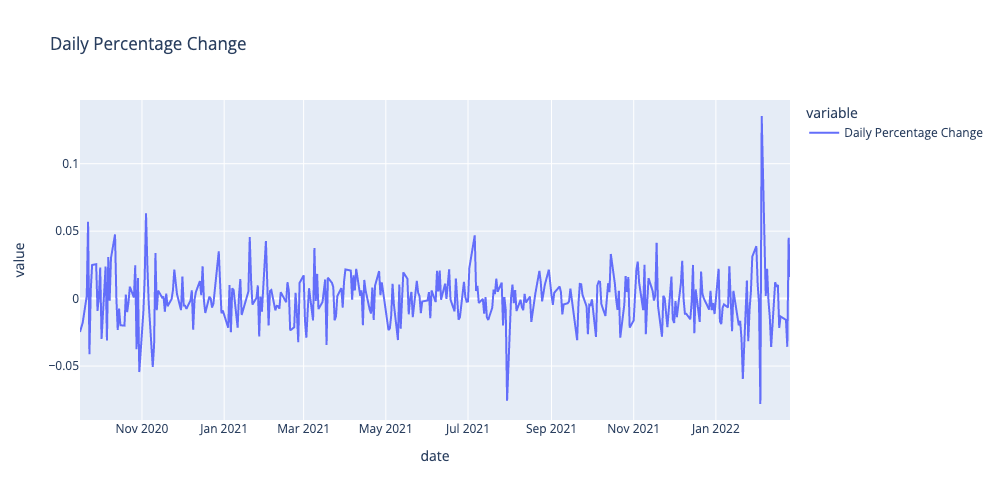 Daily Percentage Change
variable
Daily Percentage Change
0.1
0.05
0
−0.05
value
Nov 2020
Jan 2021
Mar 2021
May 2021
Jul 2021
Sep 2021
Nov 2021
Jan 2022
date